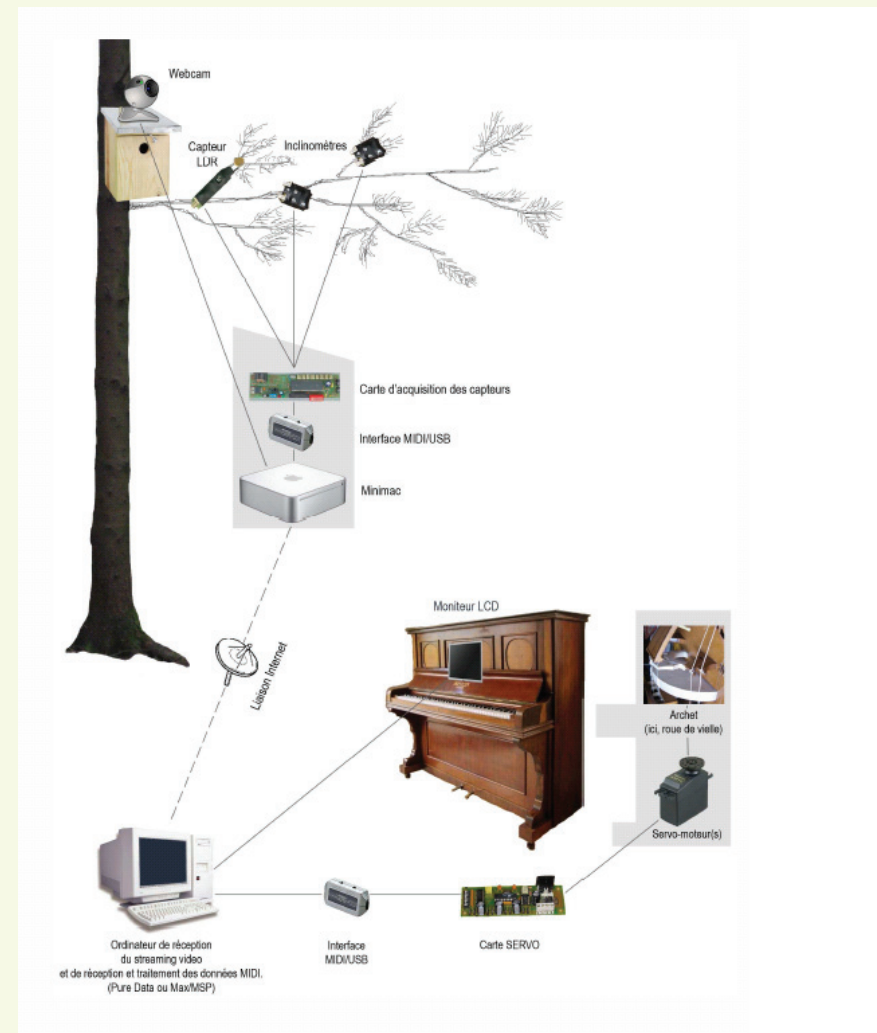 Webcam
Capteur
LDR
Inclinomètres
Carte d'acquisition des capteurs
Interface MIDI/USB
Minimac
Liaison Internet
Moniteur LCD
Archet
(ici, roue de vielle)
Servo-moteur(s)
Ordinateur de réception
du streaming video
et de réception et traitement des données MIDI.
(Pure Data ou Max/MSP)
Interface
MIDI/USB
Carte SERVO